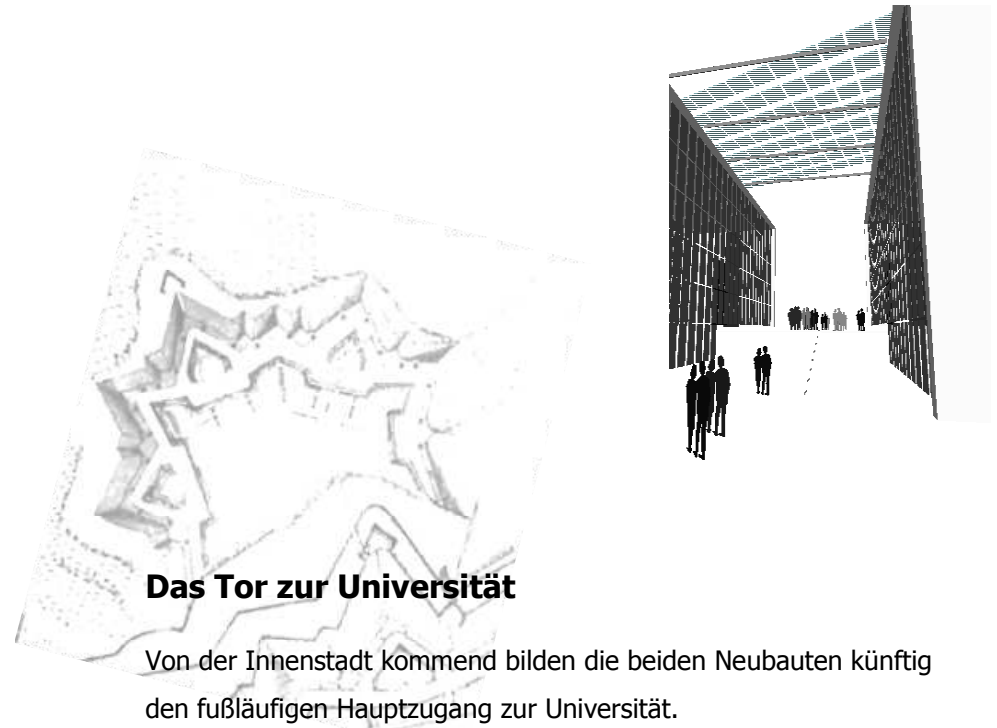 Das Tor zur Universität
Von der Innenstadt kommend bilden die beiden Neubauten künftig
den fußläufigen Hauptzugang zur Universität.